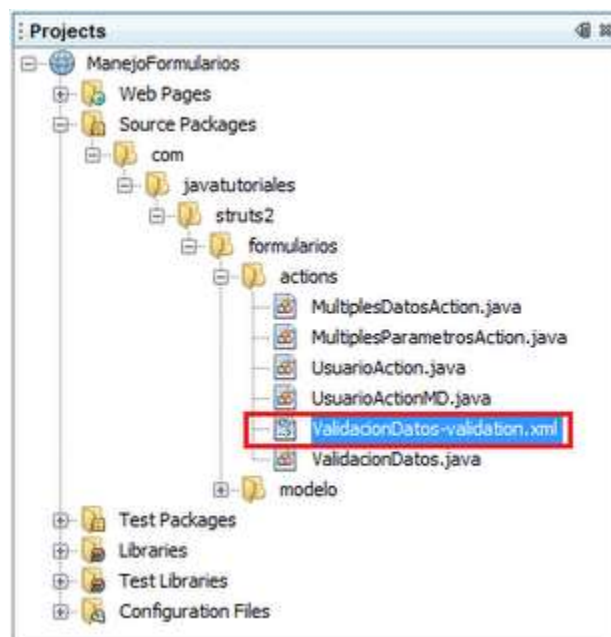 Projects
ManejoFormularios
Web Pages
Source Packages
com
javatutoriales
struts2
formularios
actions
MultiplesDatosAction.java
MultiplesParametrosAction.java
UsuarioAction.java
UsuarioActionMD.java
ValidacionDatos-validation.xml
ValidacionDatos.java
modelo
Test Packages
Libraries
Test Libraries
Configuration Files